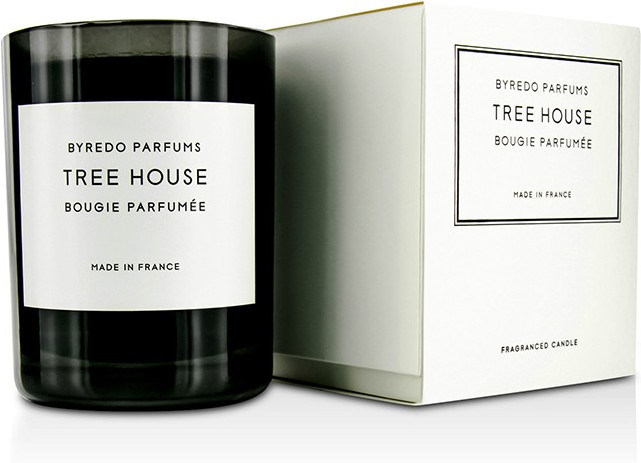 BYREDO PARFUMS
TREE HOUSE
BOUGIE PARFUMÉE
MADE IN FRANCE
BYREDO PARFUMS
TREE HOUSE
BOUGIE PARFUMÉE
MADE IN FRANCE
FRAGRANCED CANDLE